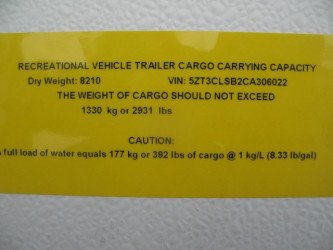 RECREATIONAL VEHICLE TRAILER CARGO CARRYING CAPACITY
Dry Weight: 8210 VIN: 5ZT3CLSB2CA306022
THE WEIGHT OF CARGO SHOULD NOT EXCEED
1330 kg or 2931 lbs
CAUTION:
full load of water equals 177 kg or 392 lbs of cargo @ 1 kg/L (8.33 lb/gal)